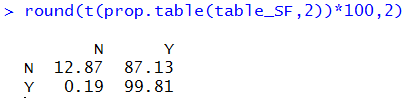 > round(t(prop.table(table_SF,2))*100,2)
N Y
N 12.87 87.13
Y 0.19 99.81